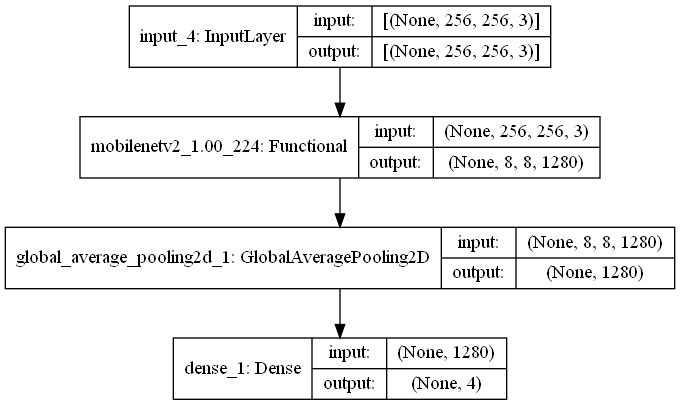 input_4: InputLayer
input:
[(None, 256, 256, 3)]
output:
[(None, 256, 256, 3)]
mobilenetv2_1.00_224: Functional
input:
(None, 256, 256, 3)
output:
(None, 8, 8, 1280)
global_average_pooling2d_1: GlobalAveragePooling2D
input:
(None, 8, 8, 1280)
output:
(None, 1280)
dense_1: Dense
input:
(None, 1280)
output:
(None, 4)